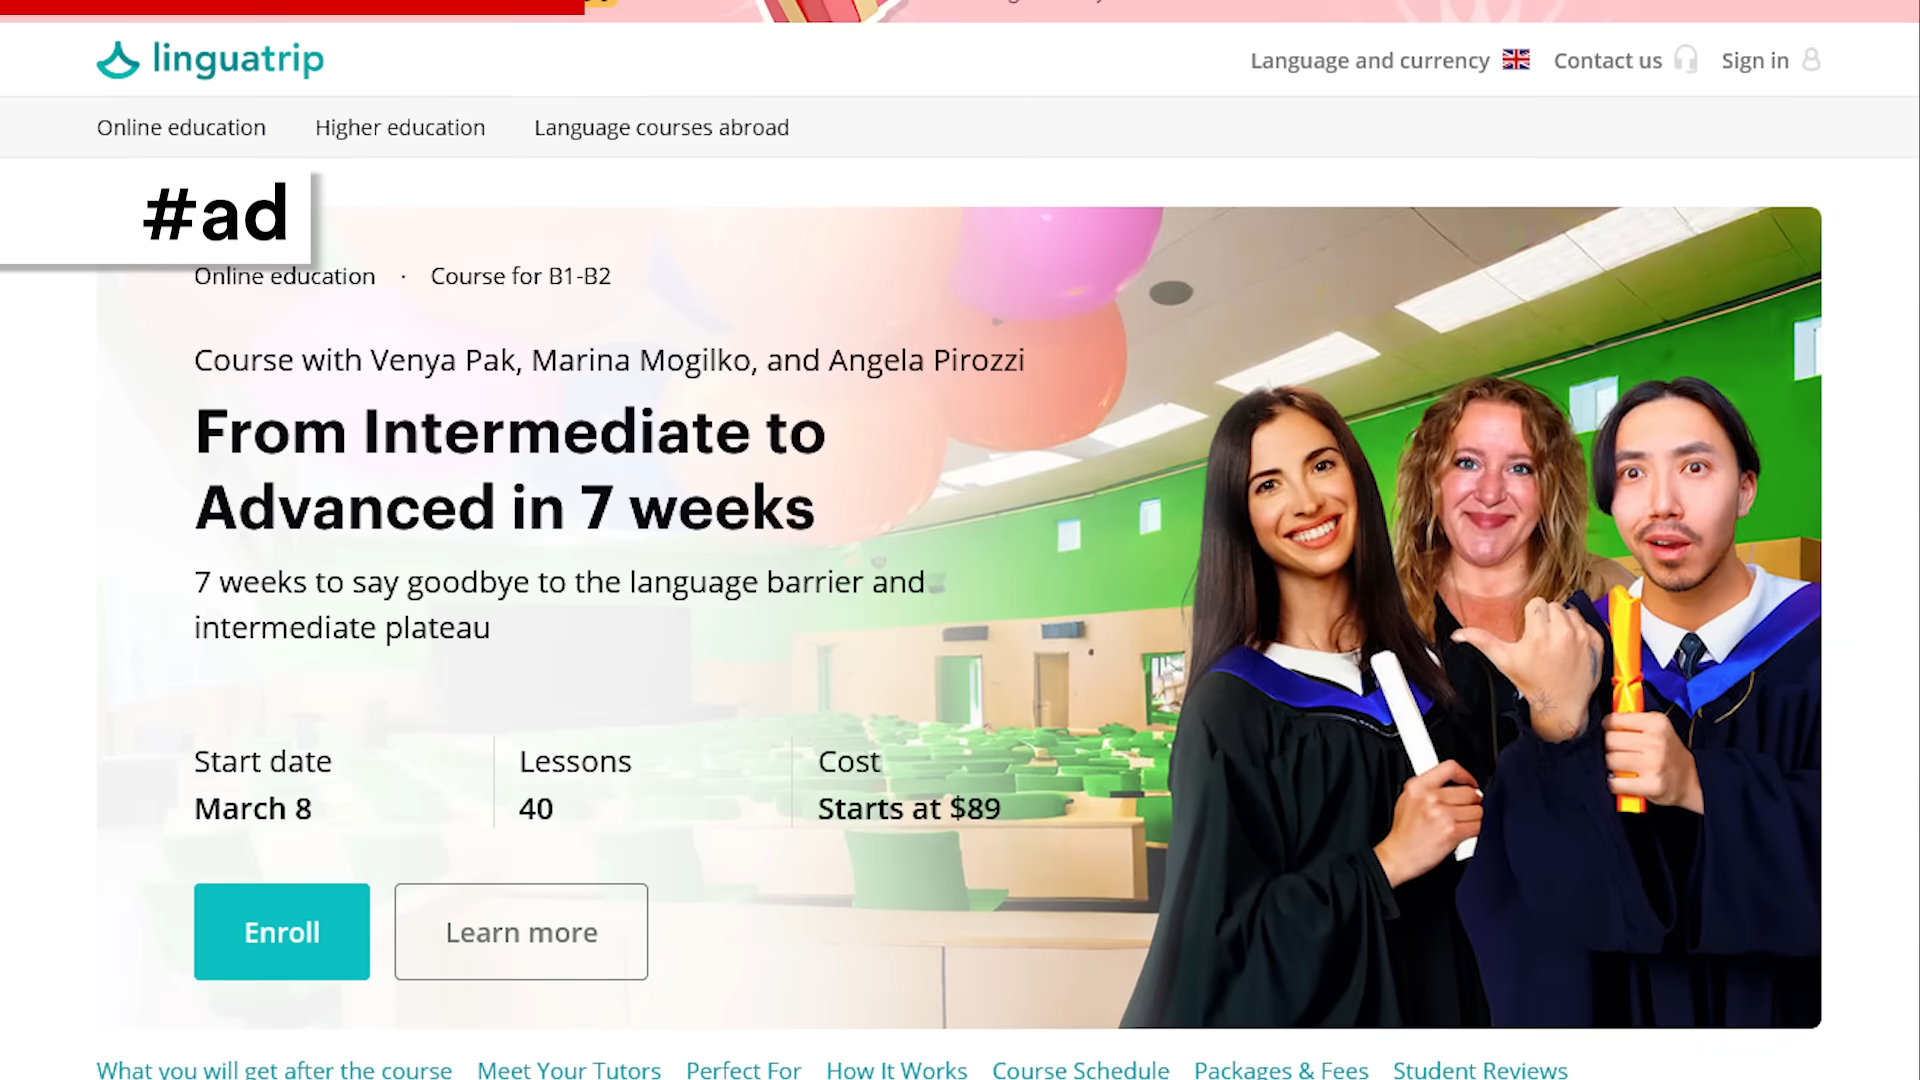 linguatrip
Language and currency
Contact us
Sign in
Online education
Higher education
Language courses abroad
#ad
Online education · Course for B1-B2
Course with Venya Pak, Marina Mogilko, and Angela Pirozzi
From Intermediate to
Advanced in 7 weeks
7 weeks to say goodbye to the language barrier and
intermediate plateau
Start date
March 8
Lessons
40
Cost
Starts at $89
Enroll
Learn more
What you will get after the course
Meet Your Tutors
Perfect For
How It Works
Course Schedule
Packages & Fees
Student Reviews